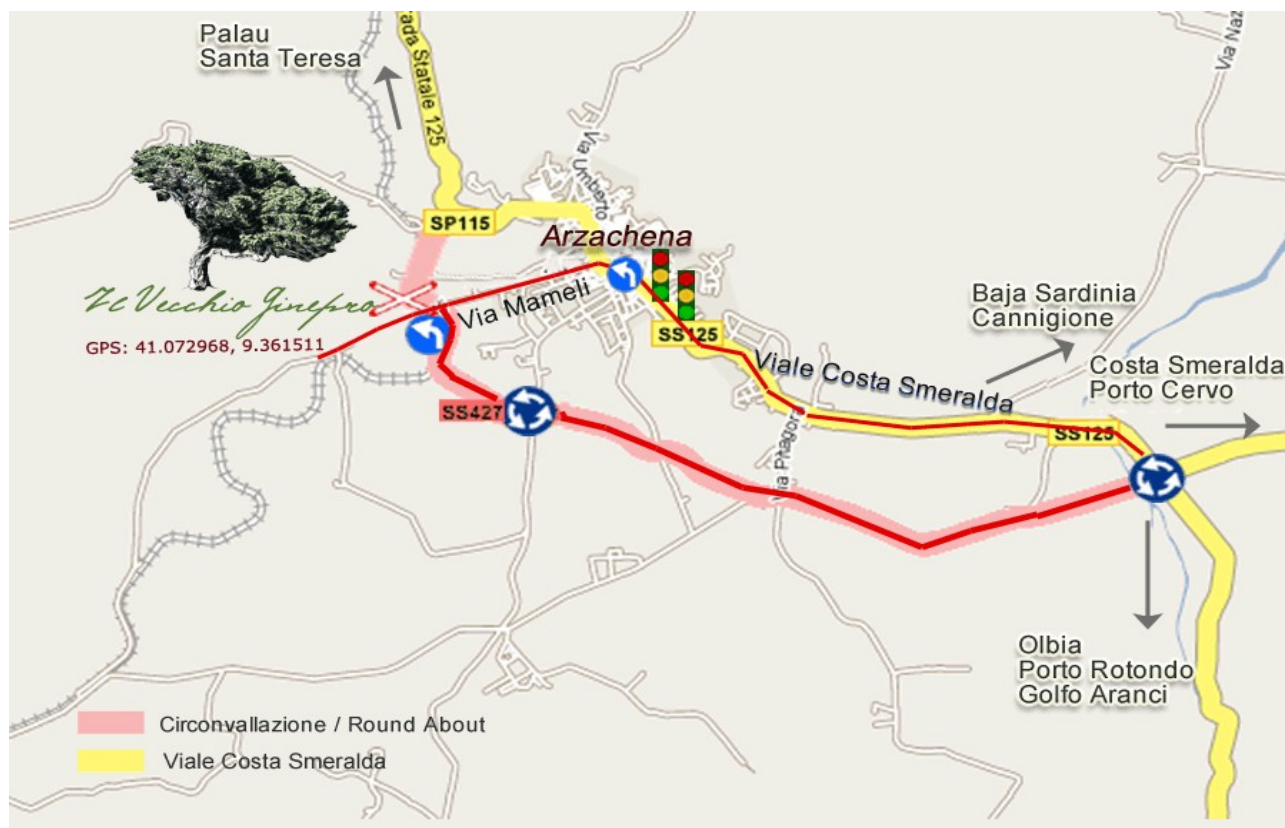 Palau
Santa Teresa
Strada Statale 125
Via Naz
Via Umberto
SP115
Arzachena
Il Vecchio Ginepro
GPS: 41.072968, 9.361511
Via Mameli
SS125
Viale Costa Smeralda
Baja Sardinia
Cannigione
Costa Smeralda
Porto Cervo
SS427
SS125
Via Pitagora
Olbia
Porto Rotondo
Golfo Aranci
Circonvallazione / Round About
Viale Costa Smeralda